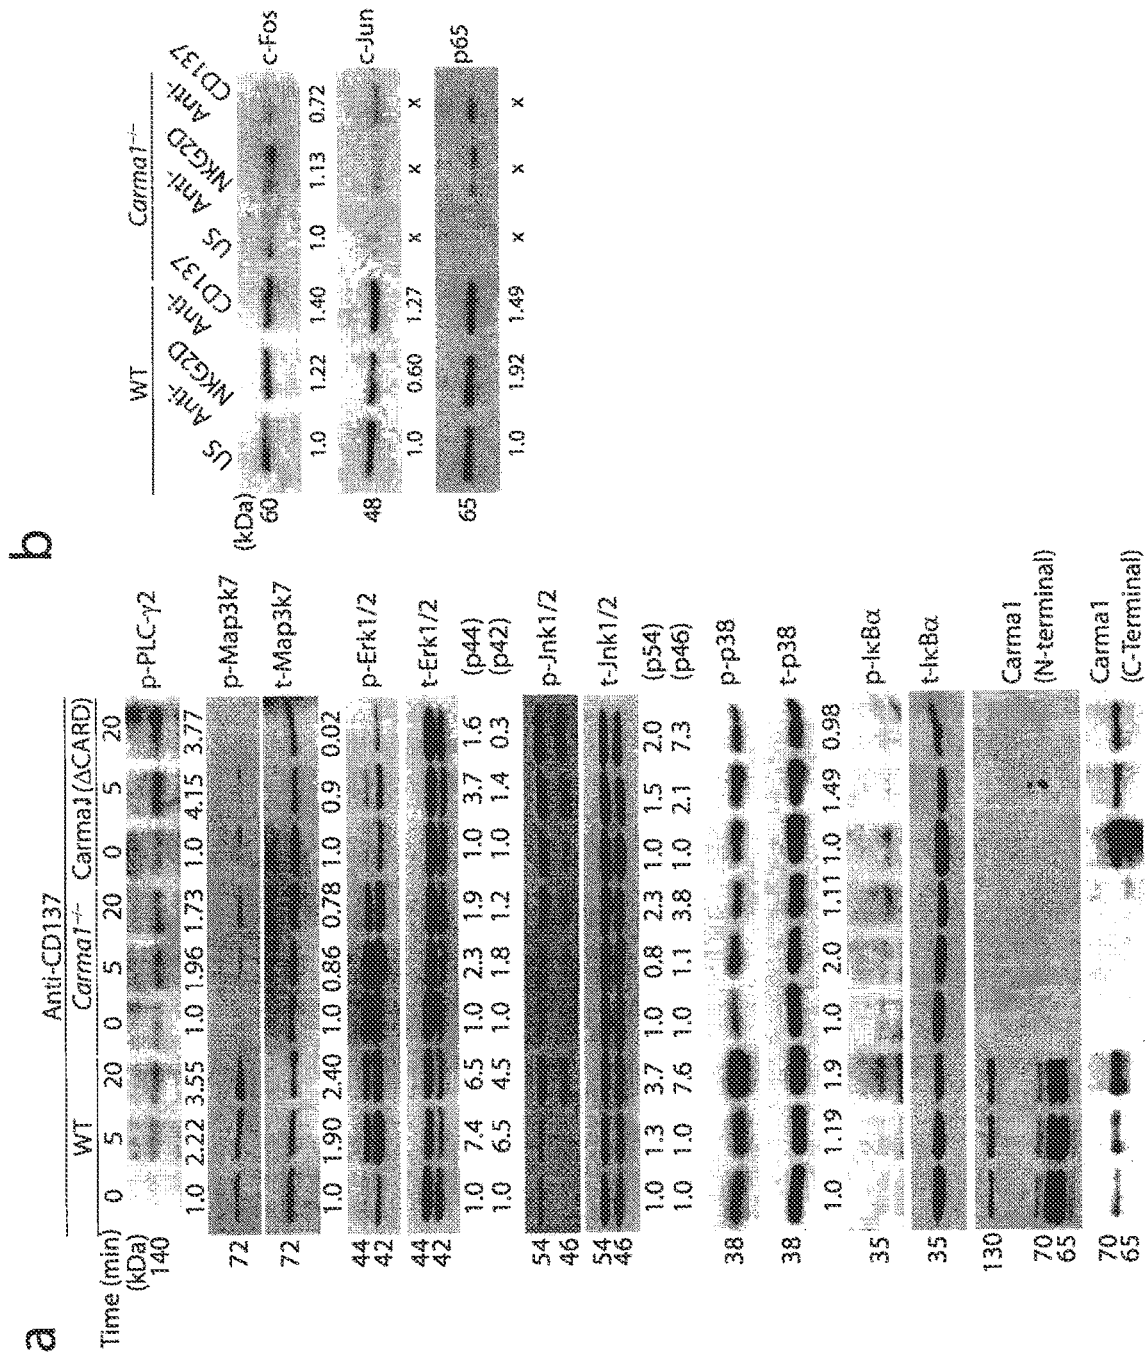 a
Anti-CD137
WT Carma1−/− Carma1(ΔCARD)
Time (min) 0 5 20 0 5 20 0 5 20
(kDa)
140 p-PLC-γ2
1.0 2.22 3.55 1.0 1.96 1.73 1.0 4.15 3.77
72 p-Map3k7
72 t-Map3k7
1.0 1.90 2.40 1.0 0.86 0.78 1.0 0.9 0.02
44 p-Erk1/2
42
44 t-Erk1/2
42
1.0 7.4 6.5 1.0 2.3 1.9 1.0 3.7 1.6 (p44)
1.0 6.5 4.5 1.0 1.8 1.2 1.0 1.4 0.3 (p42)
54 p-Jnk1/2
46
54 t-Jnk1/2
46
1.0 1.3 3.7 1.0 0.8 2.3 1.0 1.5 2.0 (p54)
1.0 1.0 7.6 1.0 1.1 3.8 1.0 2.1 7.3 (p46)
38 p-p38
38 t-p38
1.0 1.19 1.9 1.0 2.0 1.11 1.0 1.49 0.98
35 p-IκBα
35 t-IκBα
130 Carma1
70 (N-terminal)
65
70 Carma1
65 (C-Terminal)
b
WT Carma1−/−
US Anti-NKG2D Anti-CD137 US Anti-NKG2D Anti-CD137
(kDa)
60 c-Fos
1.0 1.22 1.40 1.0 1.13 0.72
48 c-Jun
1.0 0.60 1.27 x x x
65 p65
1.0 1.92 1.49 x x x